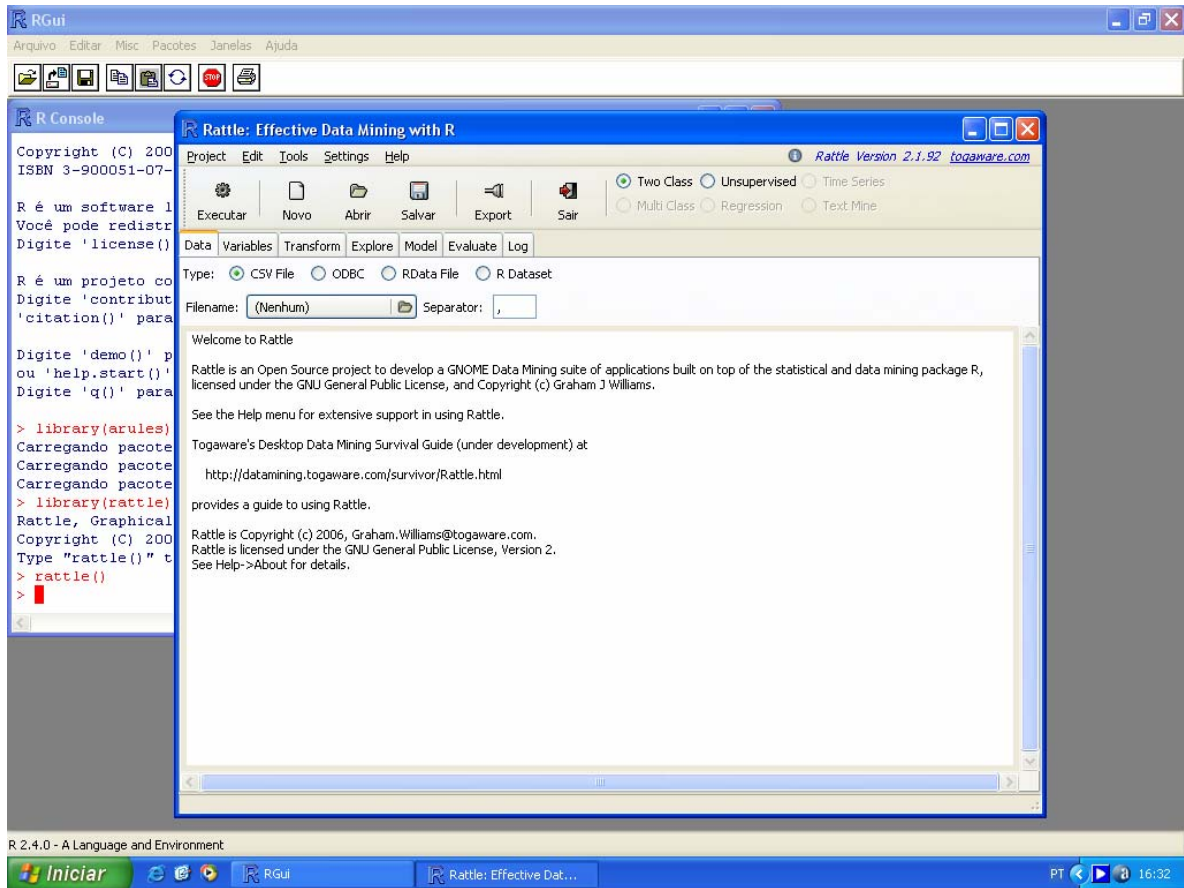 RGui
Arquivo Editar Misc Pacotes Janelas Ajuda
STOP
R Console
Copyright (C) 200
ISBN 3-900051-07-
R é um software l
Você pode redistr
Digite 'license()
R é um projeto co
Digite 'contribut
'citation()' para
Digite 'demo()' p
ou 'help.start()'
Digite 'q()' para
> library(arules)
Carregando pacote
Carregando pacote
Carregando pacote
> library(rattle)
Rattle, Graphical
Copyright (C) 200
Type "rattle()" t
> rattle()
>
Rattle: Effective Data Mining with R
Project Edit Tools Settings Help
Rattle Version 2.1.92 togaware.com
Executar Novo Abrir Salvar Export Sair
Two Class Unsupervised Time Series
Multi Class Regression Text Mine
Data Variables Transform Explore Model Evaluate Log
Type: CSV File ODBC RData File R Dataset
Filename: (Nenhum) Separator: ,
Welcome to Rattle
Rattle is an Open Source project to develop a GNOME Data Mining suite of applications built on top of the statistical and data mining package R,
licensed under the GNU General Public License, and Copyright (c) Graham J Williams.
See the Help menu for extensive support in using Rattle.
Togaware's Desktop Data Mining Survival Guide (under development) at
http://datamining.togaware.com/survivor/Rattle.html
provides a guide to using Rattle.
Rattle is Copyright (c) 2006, Graham.Williams@togaware.com.
Rattle is licensed under the GNU General Public License, Version 2.
See Help->About for details.
R 2.4.0 - A Language and Environment
Iniciar RGui Rattle: Effective Dat... PT 16:32